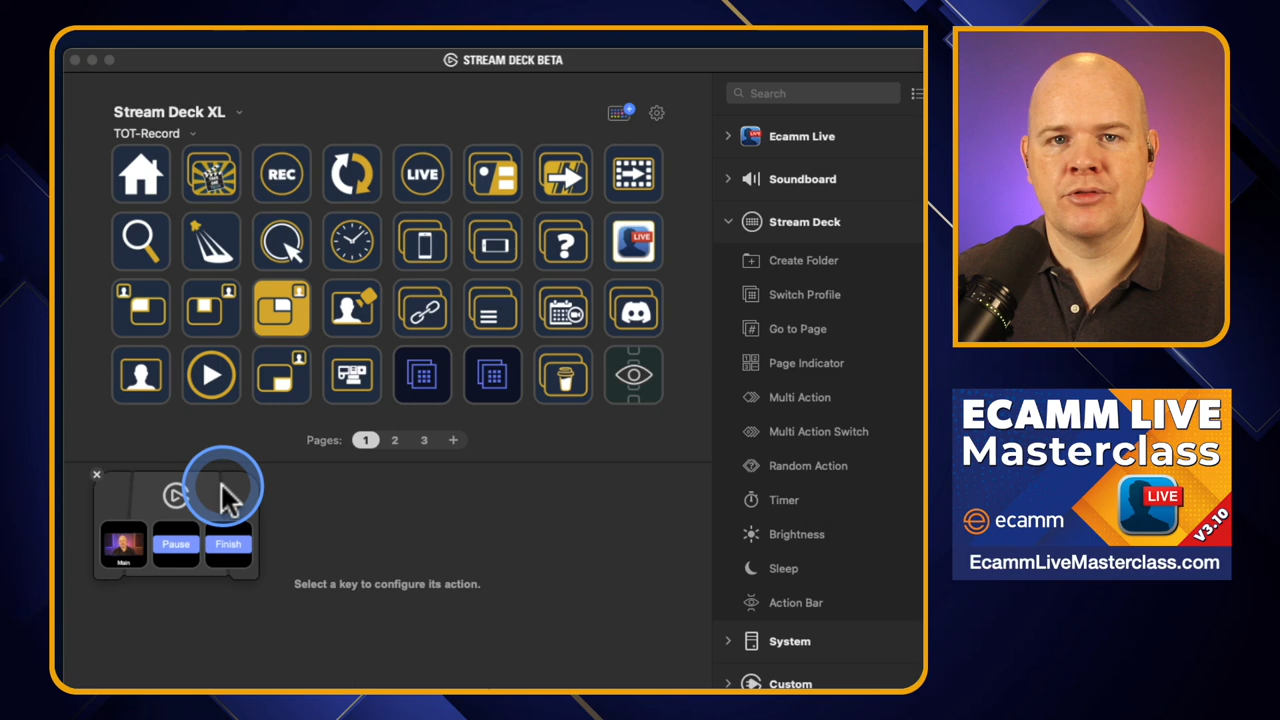 STREAM DECK BETA
Stream Deck XL
TOT-Record
REC
LIVE
?
LIVE
Pages: 1 2 3 +
Main
Pause
Finish
Select a key to configure its action.
Search
Ecamm Live
Soundboard
Stream Deck
Create Folder
Switch Profile
Go to Page
Page Indicator
Multi Action
Multi Action Switch
Random Action
Timer
Brightness
Sleep
Action Bar
System
Custom
ECAMM LIVE
Masterclass
LIVE
ecamm
v3.10
EcammLiveMasterclass.com